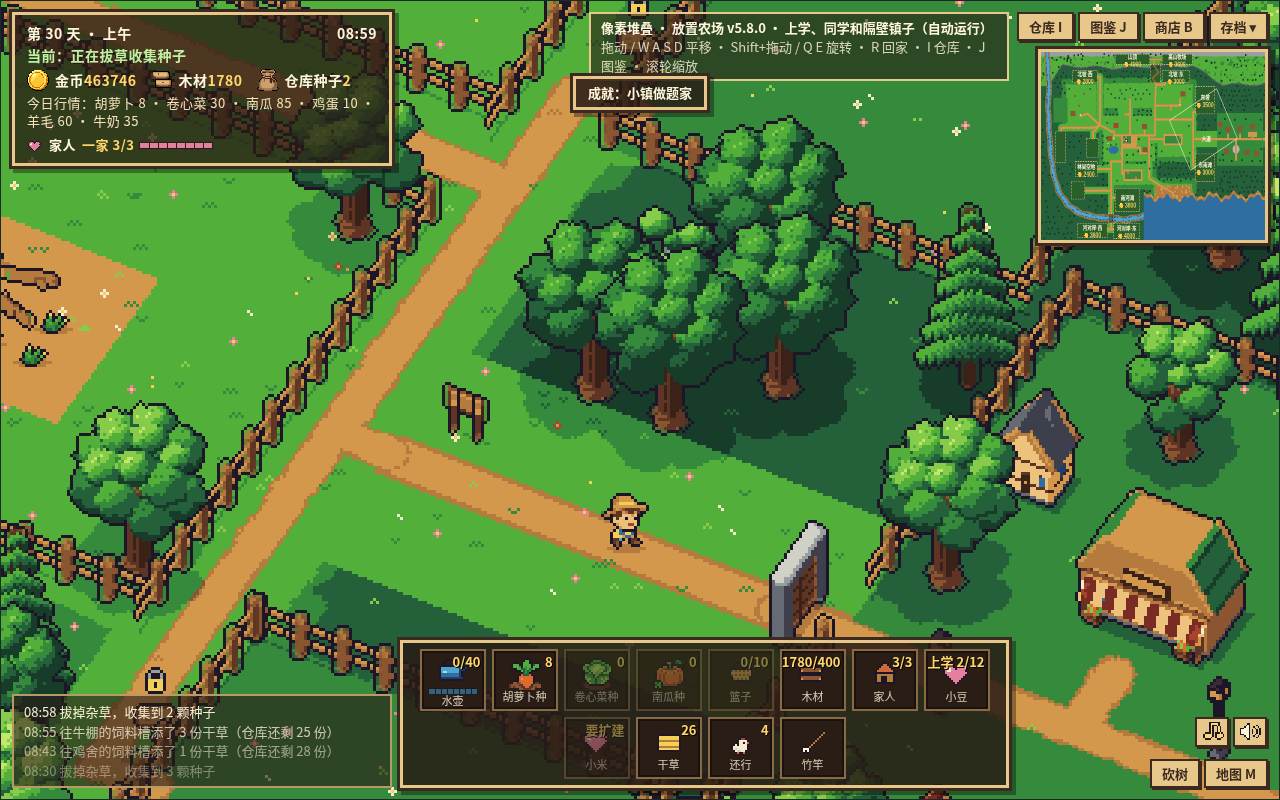 第 30 天 · 上午 08:59
当前：正在拔草收集种子
金币463746 木材1780 仓库种子2
今日行情：胡萝卜 8 · 卷心菜 30 · 南瓜 85 · 鸡蛋 10 ·
羊毛 60 · 牛奶 35
家人 一家 3/3
像素堆叠 · 放置农场 v5.8.0 · 上学、同学和隔壁镇子（自动运行）
拖动 / W A S D 平移 · Shift+拖动 / Q E 旋转 · R 回家 · I 仓库 · J
图鉴 · 滚轮缩放
成就：小镇做题家
仓库 I
图鉴 J
商店 B
存档 ▾
08:58 拔掉杂草，收集到 2 颗种子
08:55 往牛棚的饲料槽添了 3 份干草（仓库还剩 25 份）
08:43 往鸡舍的饲料槽添了 1 份干草（仓库还剩 28 份）
08:30 拔掉杂草，收集到 3 颗种子
0/40
水壶
8
胡萝卜种
0
卷心菜种
0
南瓜种
0/10
篮子
1780/400
木材
3/3
家人
上学 2/12
小豆
要扩建
小米
26
干草
4
还行
竹竿
砍树
地图 M